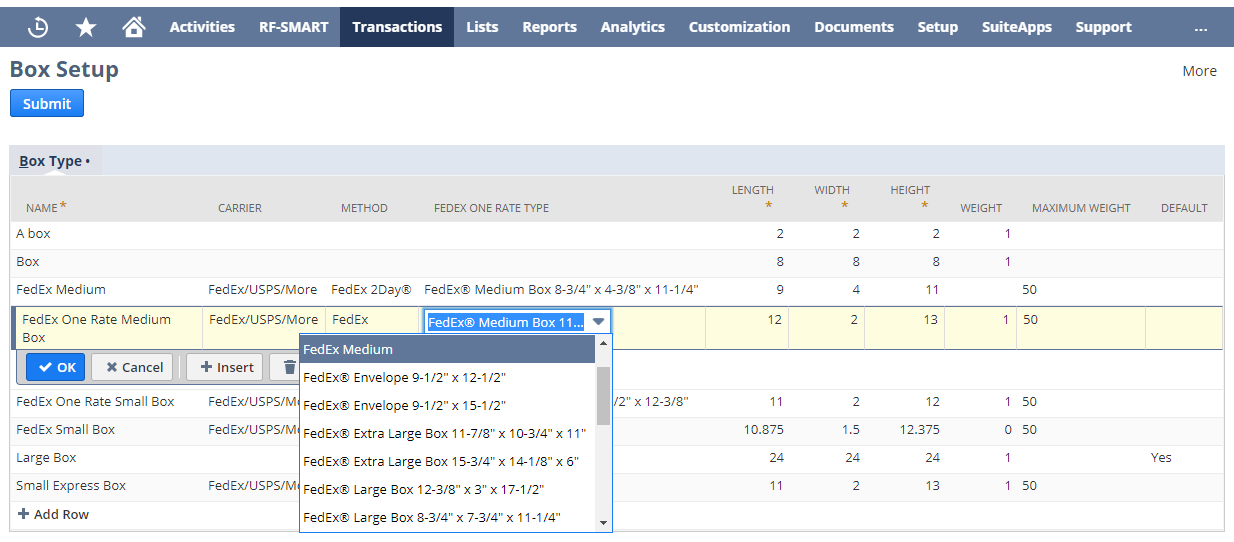 Activities RF-SMART Transactions Lists Reports Analytics Customization Documents Setup SuiteApps Support ...
Box Setup More
Submit
Box Type •
LENGTH WIDTH HEIGHT
NAME * CARRIER METHOD FEDEX ONE RATE TYPE * * * WEIGHT MAXIMUM WEIGHT DEFAULT
A box 2 2 2 1
Box 8 8 8 1
FedEx Medium FedEx/USPS/More FedEx 2Day® FedEx® Medium Box 8-3/4" x 4-3/8" x 11-1/4" 9 4 11 50
FedEx One Rate Medium FedEx/USPS/More FedEx FedEx® Medium Box 11... 12 2 13 1 50
Box
FedEx Medium
OK Cancel + Insert
FedEx® Envelope 9-1/2" x 12-1/2"
FedEx One Rate Small Box FedEx/USPS/Mo FedEx® Envelope 9-1/2" x 15-1/2" /2" x 12-3/8" 11 2 12 1 50
FedEx Small Box FedEx/USPS/Mo FedEx® Extra Large Box 11-7/8" x 10-3/4" x 11" 10.875 1.5 12.375 0 50
Large Box FedEx® Extra Large Box 15-3/4" x 14-1/8" x 6" 24 24 24 1 Yes
Small Express Box FedEx/USPS/Mo FedEx® Large Box 12-3/8" x 3" x 17-1/2" 11 2 13 1 50
+ Add Row FedEx® Large Box 8-3/4" x 7-3/4" x 11-1/4"